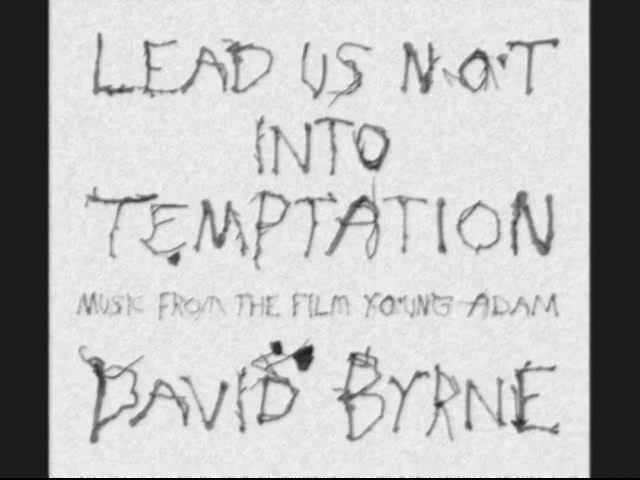 LEAD US NOT
INTO
TEMPTATION
MUSIC FROM THE FILM YOUNG ADAM
DAVID BYRNE